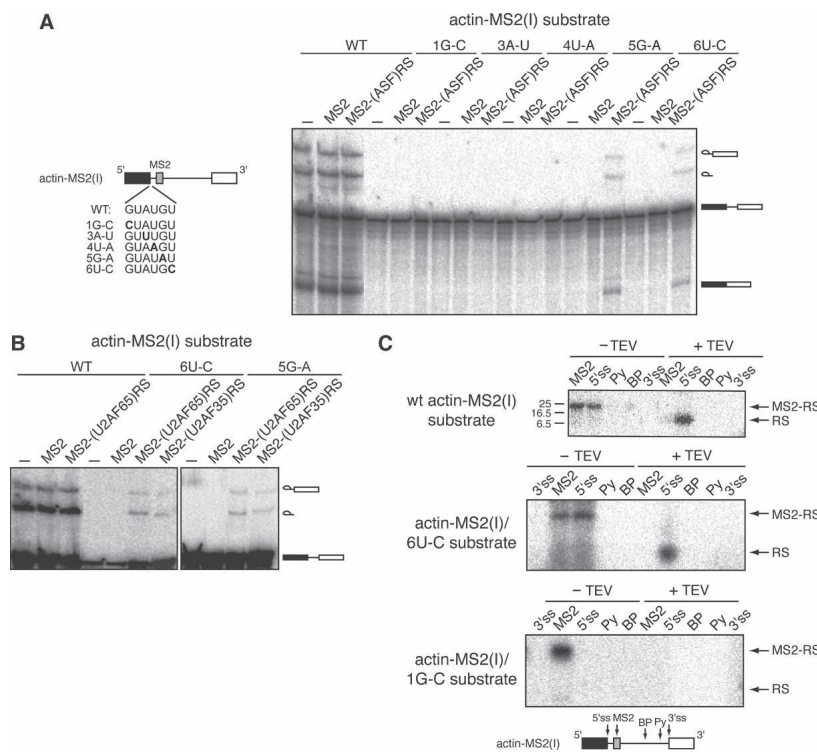 A
actin-MS2(I) substrate
WT 1G-C 3A-U 4U-A 5G-A 6U-C
– MS2 MS2-(ASF)RS – MS2 MS2-(ASF)RS – MS2 MS2-(ASF)RS – MS2 MS2-(ASF)RS – MS2 MS2-(ASF)RS – MS2 MS2-(ASF)RS
5' MS2 3'
actin-MS2(I)
WT: GUAUGU
1G-C CUAUGU
3A-U GUUUGU
4U-A GUAAGU
5G-A GUAUAU
6U-C GUAUGC
B
actin-MS2(I) substrate
WT 6U-C 5G-A
– MS2 MS2-(U2AF65)RS – MS2 MS2-(U2AF65)RS MS2-(U2AF35)RS – MS2 MS2-(U2AF65)RS MS2-(U2AF35)RS
C
– TEV + TEV
MS2 5'ss Py BP 3'ss MS2 5'ss BP Py 3'ss
wt actin-MS2(I)
substrate
25
16.5
6.5
MS2-RS
RS
– TEV + TEV
3'ss MS2 5'ss Py BP MS2 5'ss BP Py 3'ss
actin-MS2(I)/
6U-C substrate
MS2-RS
RS
– TEV + TEV
3'ss MS2 5'ss Py BP MS2 5'ss BP Py 3'ss
actin-MS2(I)/
1G-C substrate
MS2-RS
RS
5'ss MS2 BP Py 3'ss
5' 3'
actin-MS2(I)